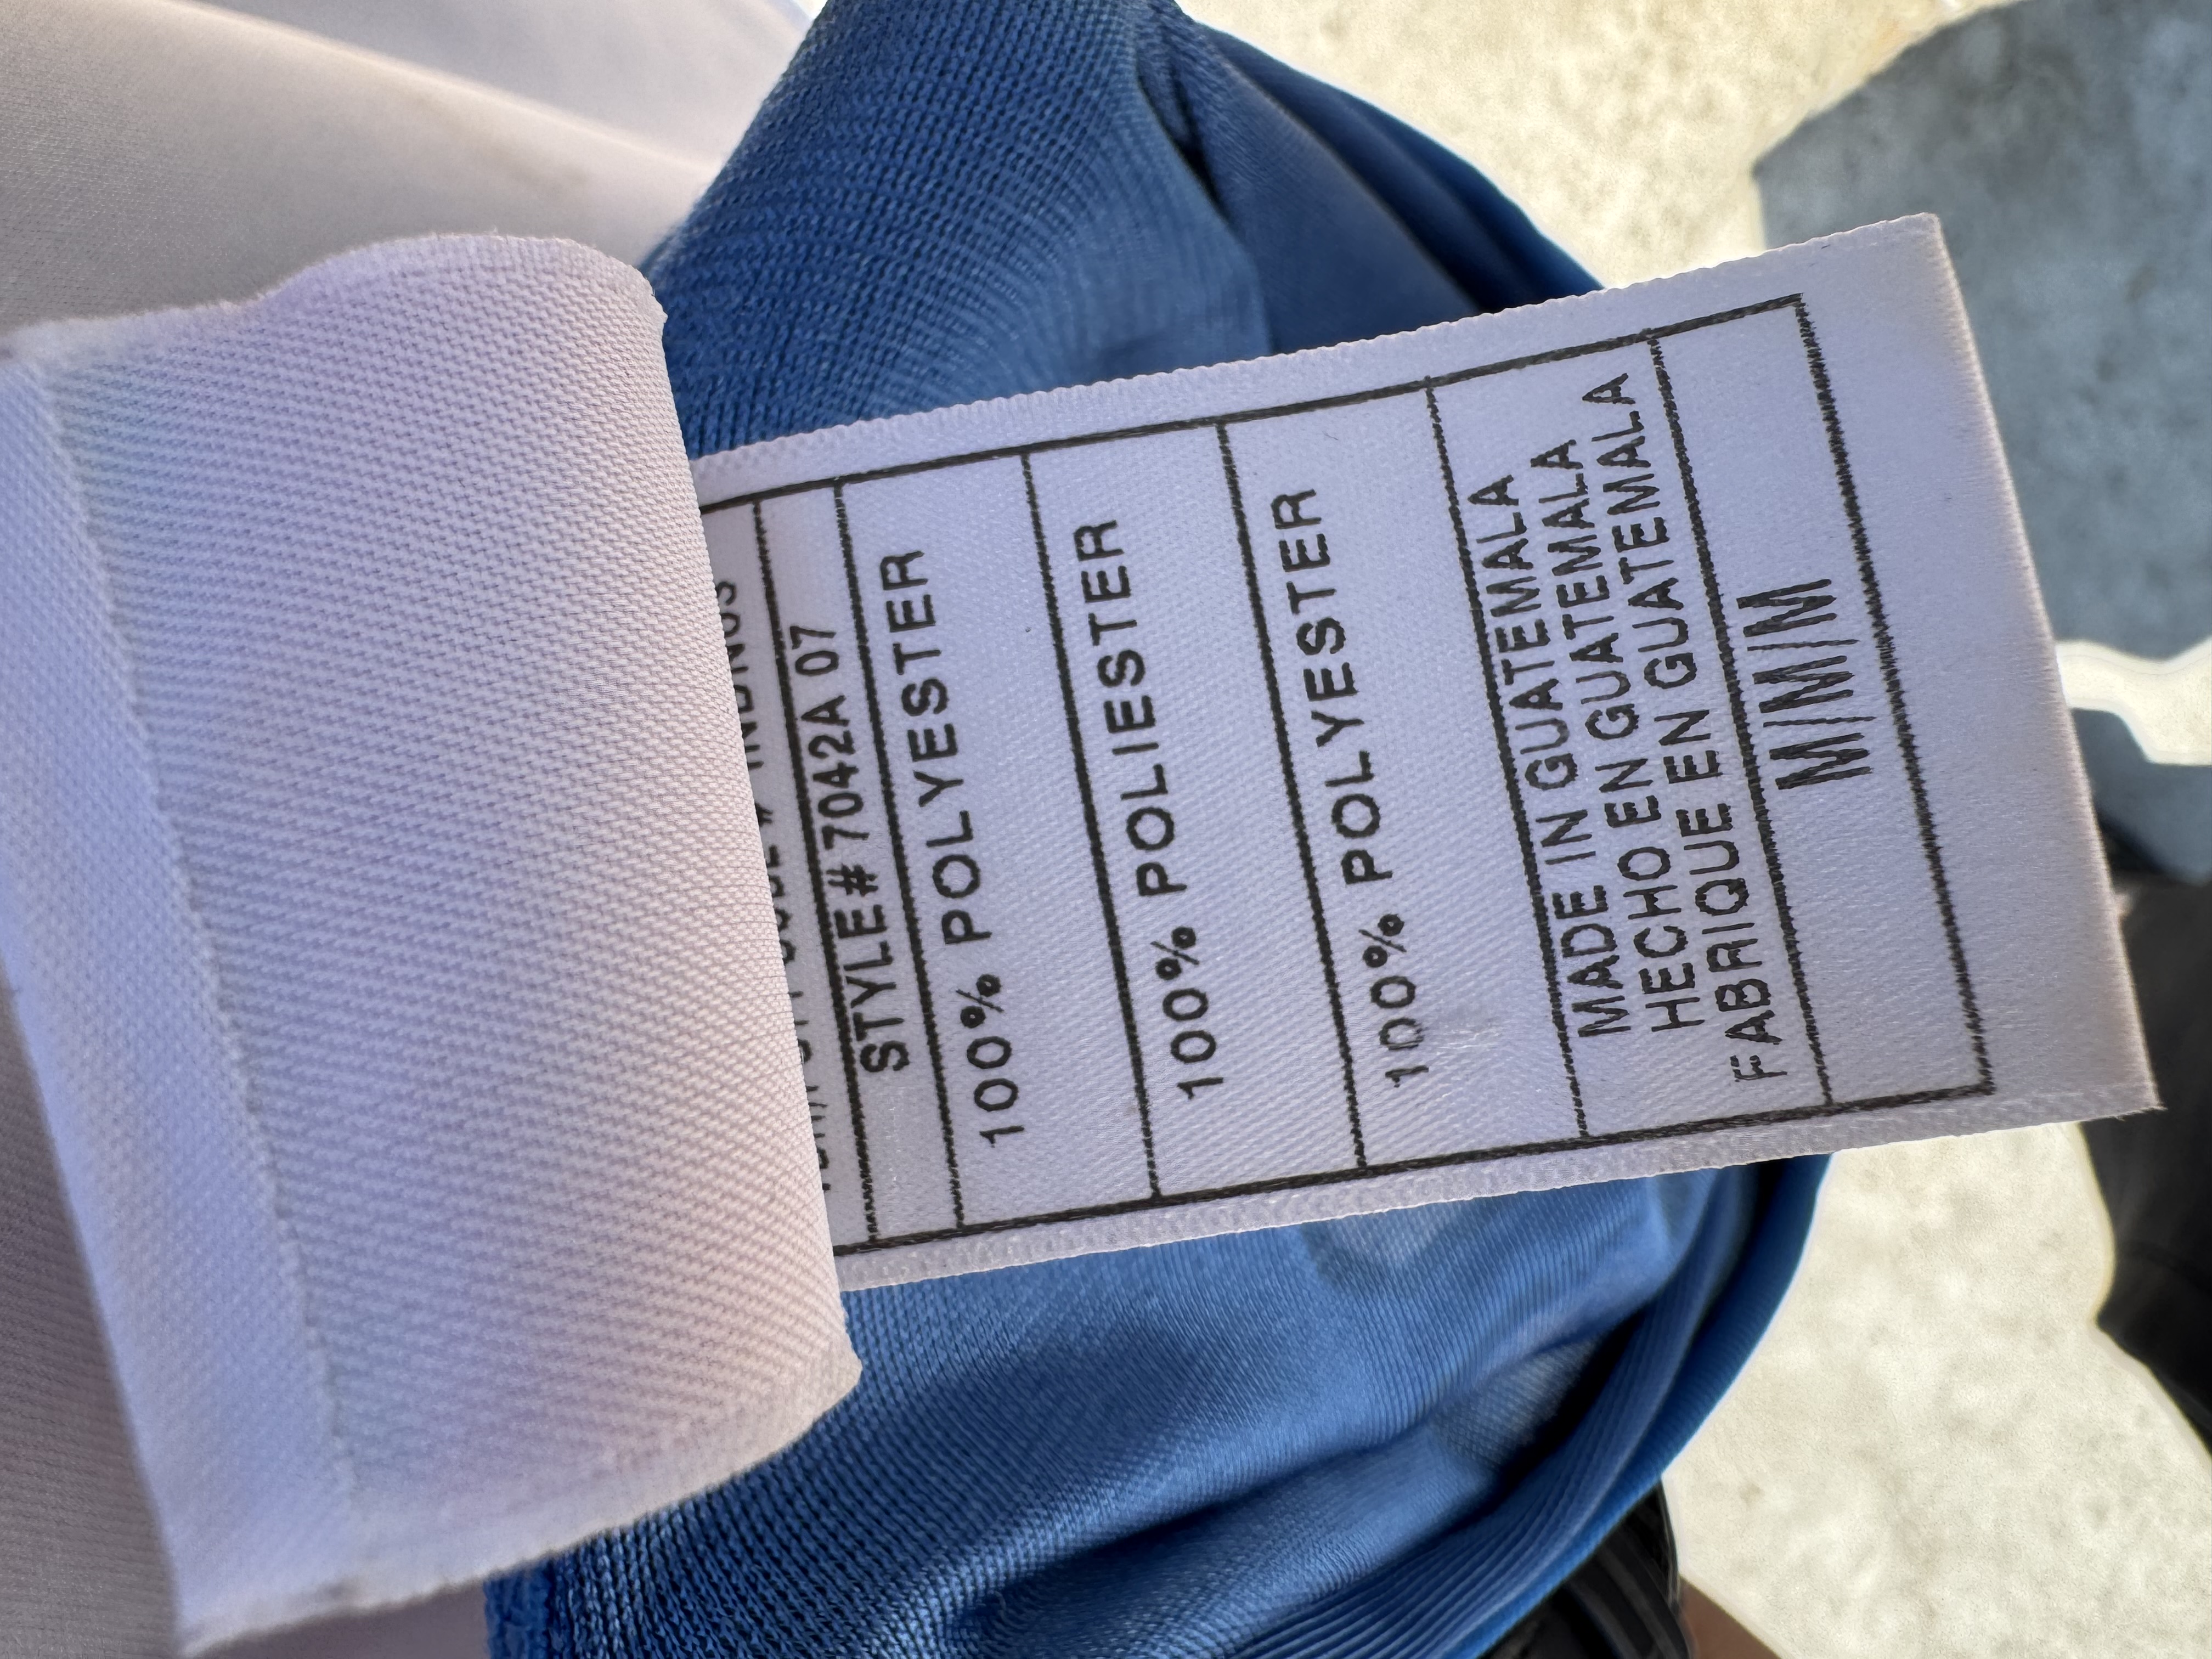 STYLE# 7042A 07
100% POLYESTER
100% POLIESTER
100% POLYESTER
MADE IN GUATEMALA
HECHO EN GUATEMALA
FABRIQUE EN GUATEMALA
M/M/M